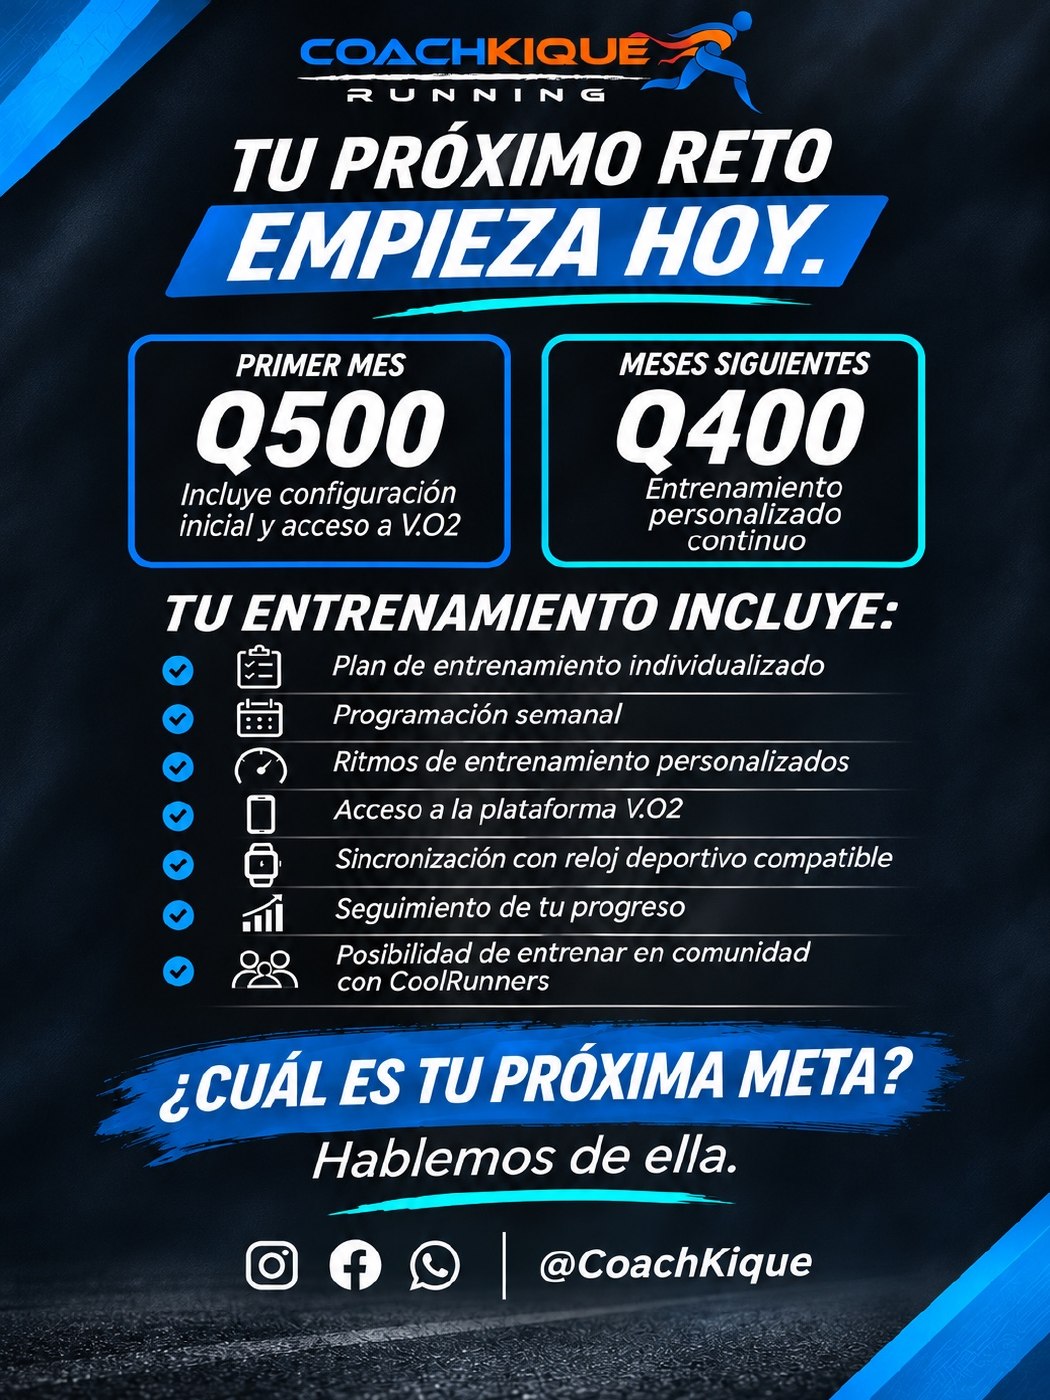 COACHKIQUE
RUNNING
TU PRÓXIMO RETO
EMPIEZA HOY.
PRIMER MES
Q500
Incluye configuración
inicial y acceso a V.O2
MESES SIGUIENTES
Q400
Entrenamiento
personalizado
continuo
TU ENTRENAMIENTO INCLUYE:
Plan de entrenamiento individualizado
Programación semanal
Ritmos de entrenamiento personalizados
Acceso a la plataforma V.O2
Sincronización con reloj deportivo compatible
Seguimiento de tu progreso
Posibilidad de entrenar en comunidad
con CoolRunners
¿CUÁL ES TU PRÓXIMA META?
Hablemos de ella.
@CoachKique